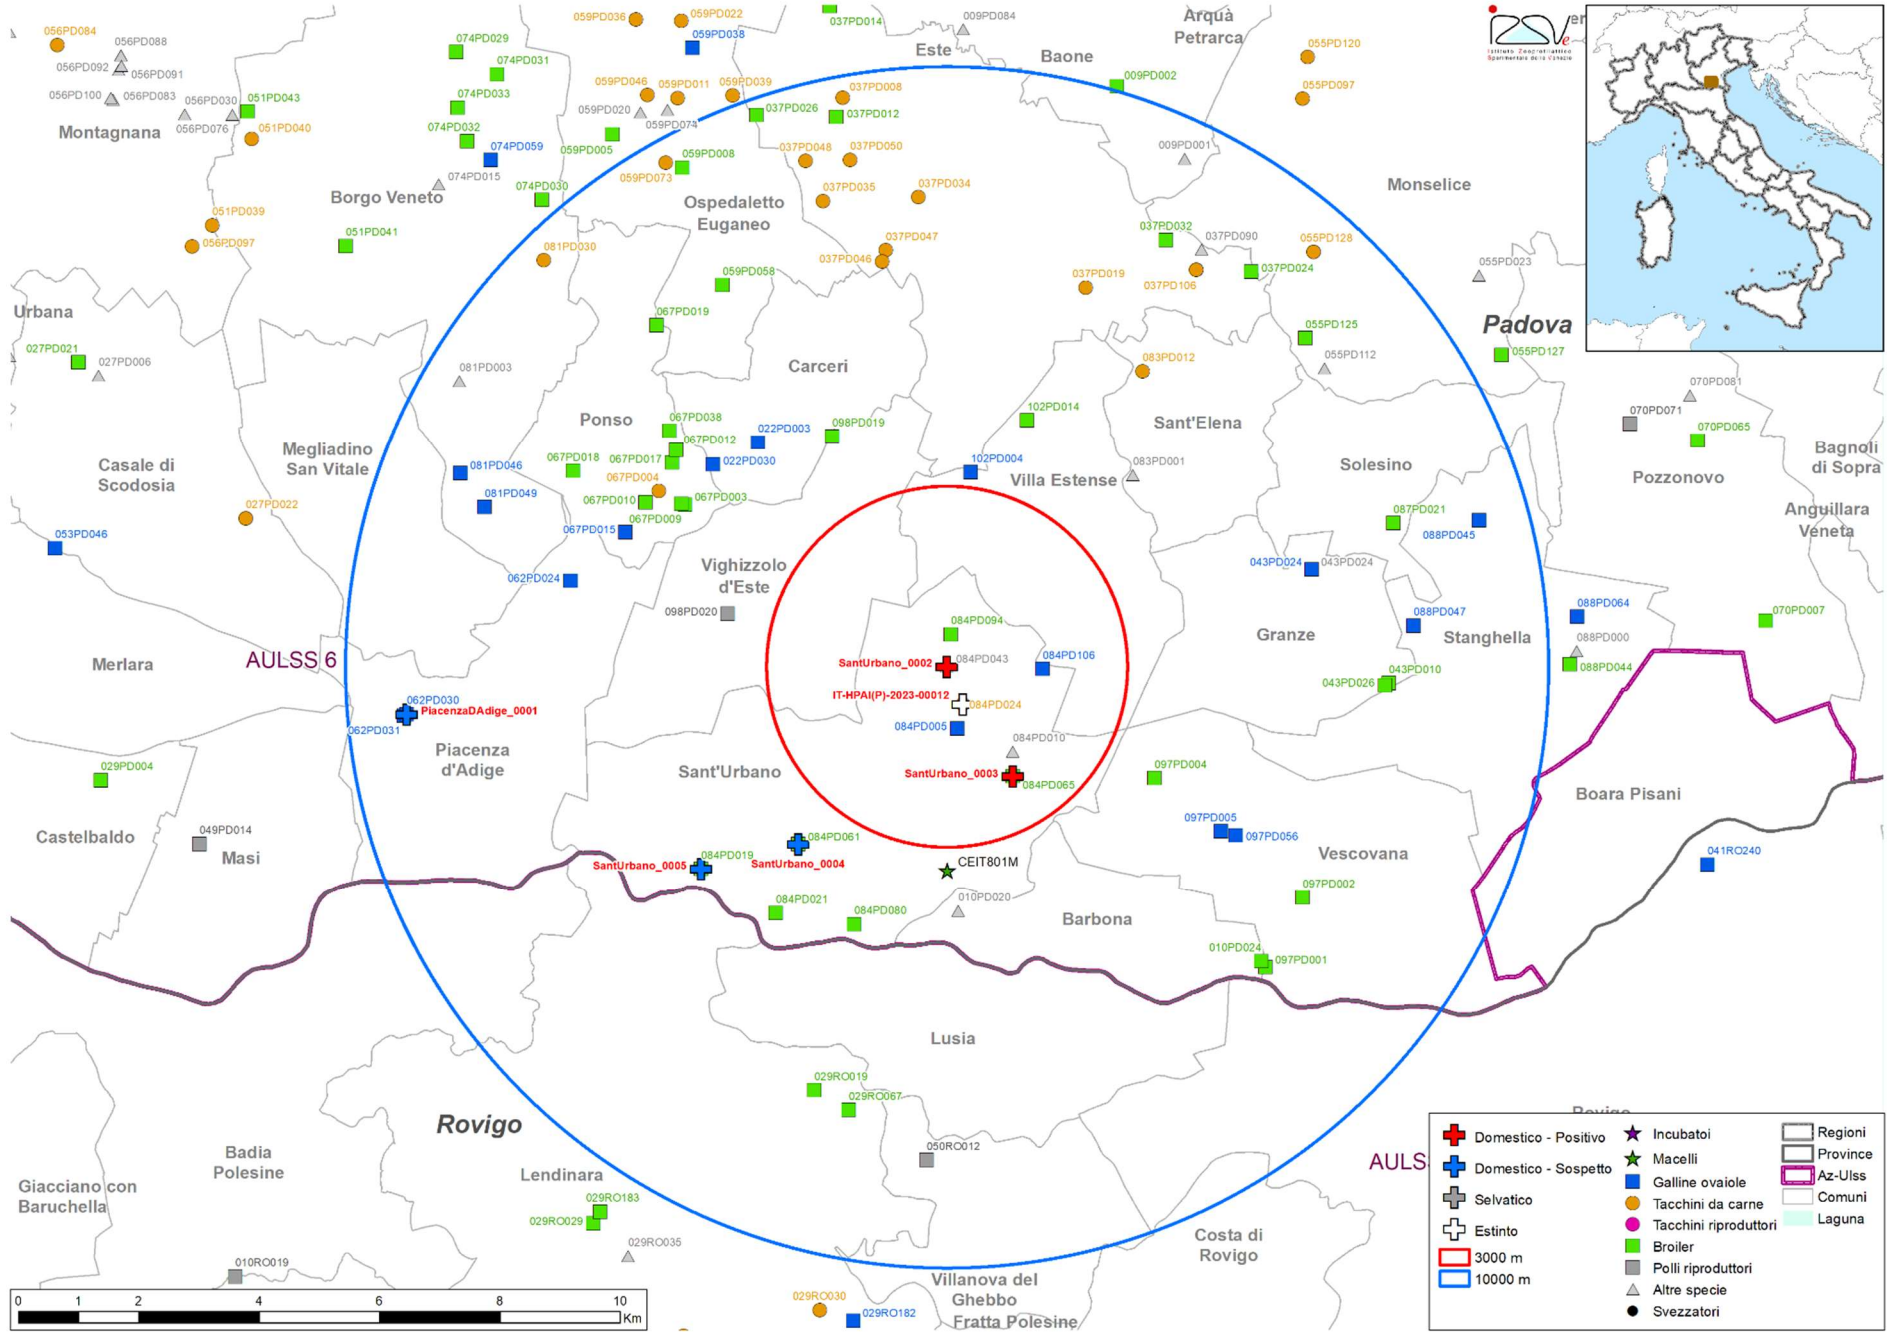 059PD036
059PD022
037PD014
009PD084
Arquà
Petrarca
056PD084
056PD088
056PD092
056PD091
074PD029
074PD031
059PD038
Este
Baone
055PD120
056PD100
056PD083
056PD030
051PD043
074PD033
059PD046
059PD011
059PD039
037PD008
009PD002
055PD097
059PD020
059PD074
037PD026
037PD012
Montagnana
056PD076
051PD040
074PD032
074PD059
059PD005
059PD008
059PD073
037PD048
037PD050
009PD001
074PD015
Borgo Veneto
074PD030
Ospedaletto
Euganeo
037PD035
037PD034
Monselice
051PD039
056PD097
051PD041
081PD030
037PD047
037PD046
037PD032
037PD090
055PD128
059PD058
037PD019
037PD106
037PD024
055PD023
Urbana
067PD019
Padova
055PD125
027PD021
027PD006
081PD003
Carceri
083PD012
055PD112
055PD127
070PD081
070PD071
070PD065
Ponso
067PD038
067PD012
022PD003
098PD019
102PD014
Sant'Elena
Megliadino
San Vitale
Casale di
Scodosia
081PD046
067PD018
067PD017
022PD030
102PD004
Villa Estense
083PD001
Solesino
Pozzonovo
Bagnoli
di Sopra
067PD004
081PD049
067PD010
067PD003
067PD009
027PD022
087PD021
088PD045
Anguillara
Veneta
053PD046
067PD015
062PD024
Vighizzolo
d'Este
043PD024
043PD024
098PD020
084PD094
088PD047
088PD064
070PD007
Granze
Stanghella
088PD000
Merlara
AULSS 6
SantUrbano_0002
084PD043
084PD106
043PD010
043PD026
088PD044
062PD030
PiacenzaDAdige_0001
062PD031
IT-HPAI(P)-2023-00012
084PD024
084PD005
084PD010
Piacenza
d'Adige
Sant'Urbano
SantUrbano_0003
084PD065
097PD004
029PD004
Boara Pisani
Castelbaldo
049PD014
Masi
084PD061
SantUrbano_0004
084PD019
SantUrbano_0005
CEIT801M
097PD005
097PD056
Vescovana
041RO240
084PD021
084PD080
010PD020
Barbona
097PD002
010PD024
097PD001
Lusia
029RO019
029RO067
Rovigo
050RO012
AULS
Badia
Polesine
Lendinara
Giacciano con
Baruchella
029RO183
029RO029
029RO035
Costa di
Rovigo
010RO019
Villanova del
Ghebbo
Fratta Polesine
029RO030
029RO182
0 1 2 4 6 8 10
Km
Domestico - Positivo
Domestico - Sospetto
Selvatico
Estinto
3000 m
10000 m
Incubatoi
Macelli
Galline ovaiole
Tacchini da carne
Tacchini riproduttori
Broiler
Polli riproduttori
Altre specie
Svezzatori
Regioni
Province
Az-Ulss
Comuni
Laguna